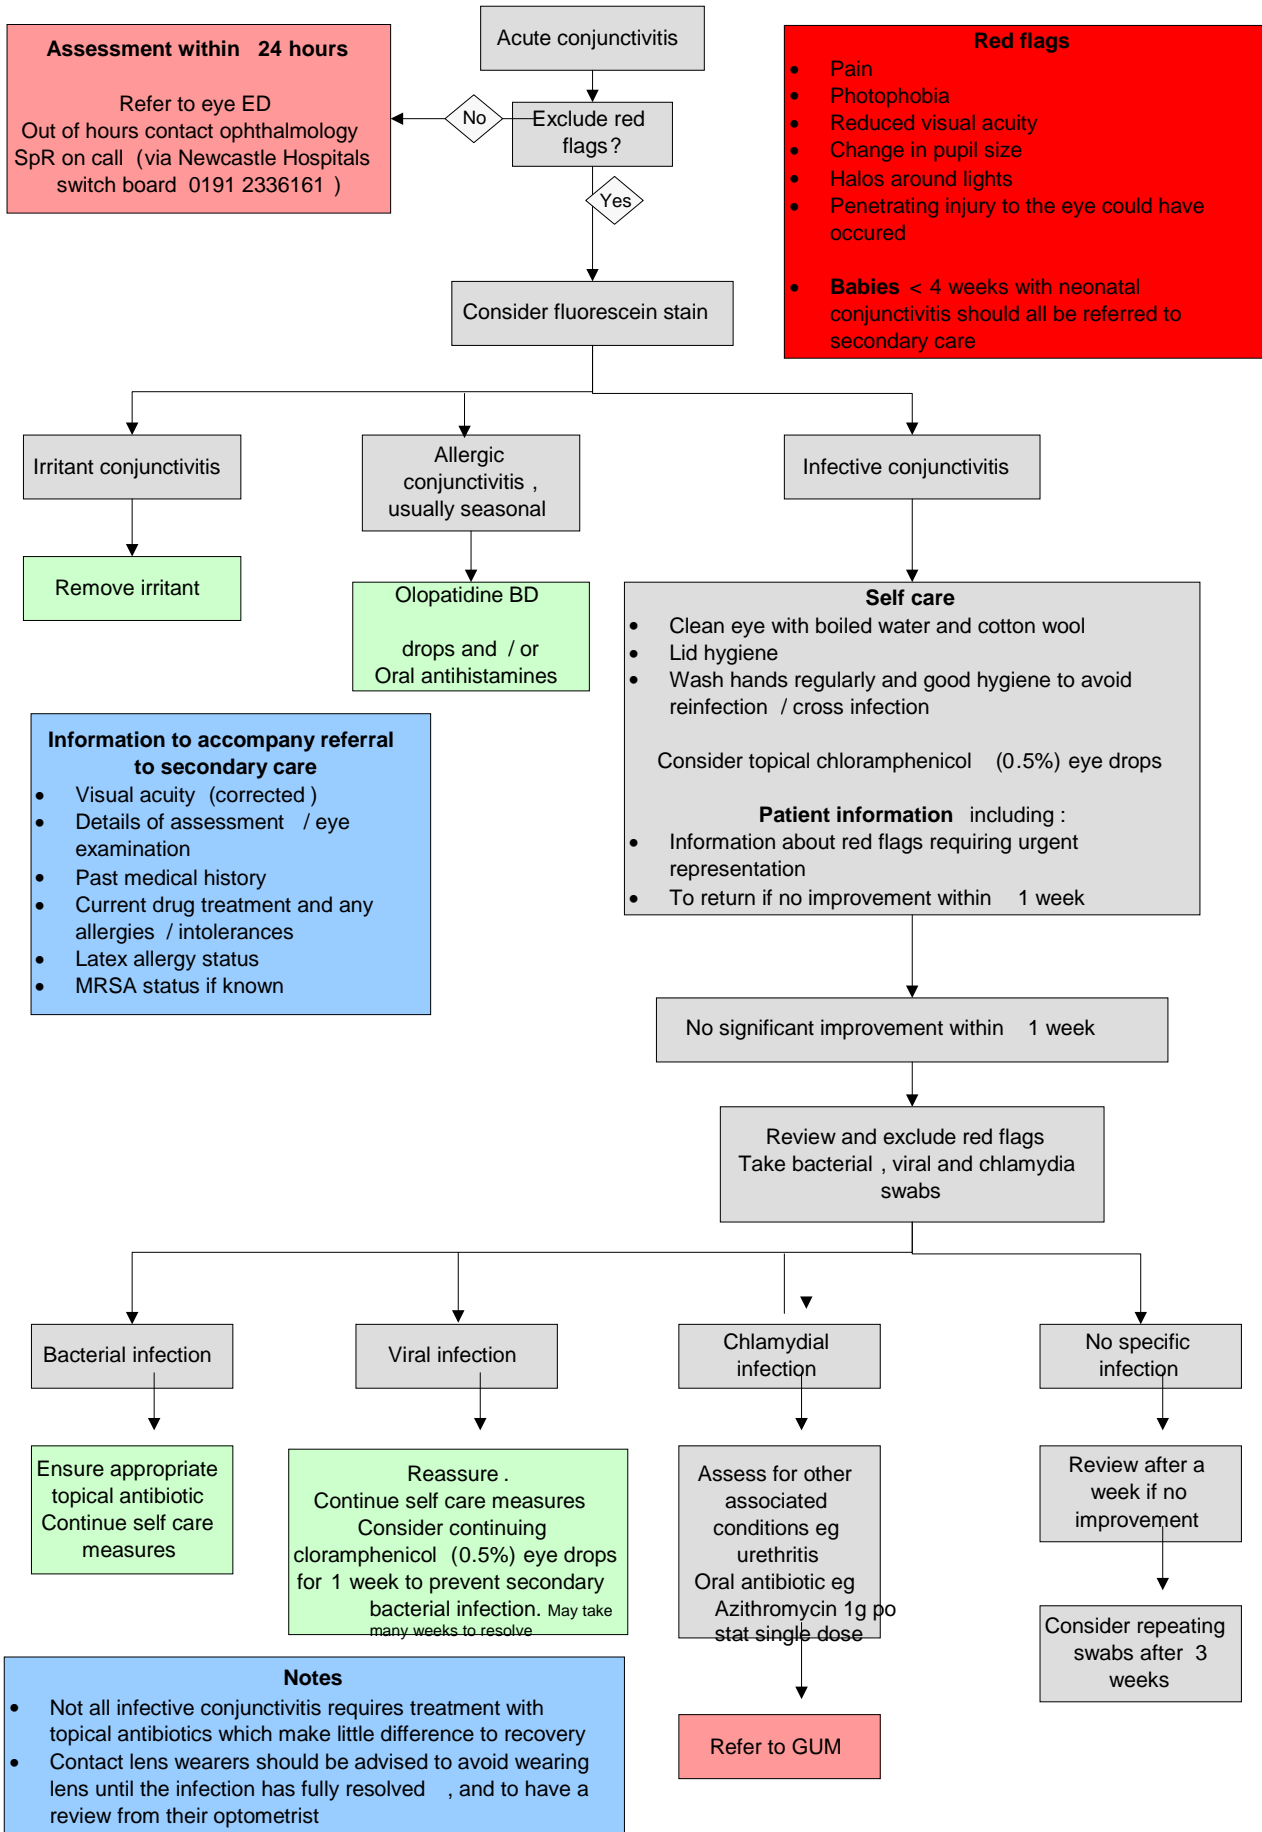 Acute conjunctivitis
Assessment within 24 hours
Refer to eye ED
Out of hours contact ophthalmology
SpR on call (via Newcastle Hospitals
switch board 0191 2336161 )
No
Exclude red
flags?
Yes
Red flags
• Pain
• Photophobia
• Reduced visual acuity
• Change in pupil size
• Halos around lights
• Penetrating injury to the eye could have
occured
• Babies < 4 weeks with neonatal
conjunctivitis should all be referred to
secondary care
Consider fluorescein stain
Irritant conjunctivitis
Allergic
conjunctivitis ,
usually seasonal
Infective conjunctivitis
Remove irritant
Olopatidine BD
drops and / or
Oral antihistamines
Self care
• Clean eye with boiled water and cotton wool
• Lid hygiene
• Wash hands regularly and good hygiene to avoid
reinfection / cross infection
Consider topical chloramphenicol (0.5%) eye drops
Patient information including :
• Information about red flags requiring urgent
representation
• To return if no improvement within 1 week
Information to accompany referral
to secondary care
• Visual acuity (corrected )
• Details of assessment / eye
examination
• Past medical history
• Current drug treatment and any
allergies / intolerances
• Latex allergy status
• MRSA status if known
No significant improvement within 1 week
Review and exclude red flags
Take bacterial , viral and chlamydia
swabs
Bacterial infection
Viral infection
Chlamydial
infection
No specific
infection
Ensure appropriate
topical antibiotic
Continue self care
measures
Reassure .
Continue self care measures
Consider continuing
cloramphenicol (0.5%) eye drops
for 1 week to prevent secondary
bacterial infection. May take
many weeks to resolve
Assess for other
associated
conditions eg
urethritis
Oral antibiotic eg
Azithromycin 1g po
stat single dose
Review after a
week if no
improvement
Consider repeating
swabs after 3
weeks
Refer to GUM
Notes
• Not all infective conjunctivitis requires treatment with
topical antibiotics which make little difference to recovery
• Contact lens wearers should be advised to avoid wearing
lens until the infection has fully resolved , and to have a
review from their optometrist